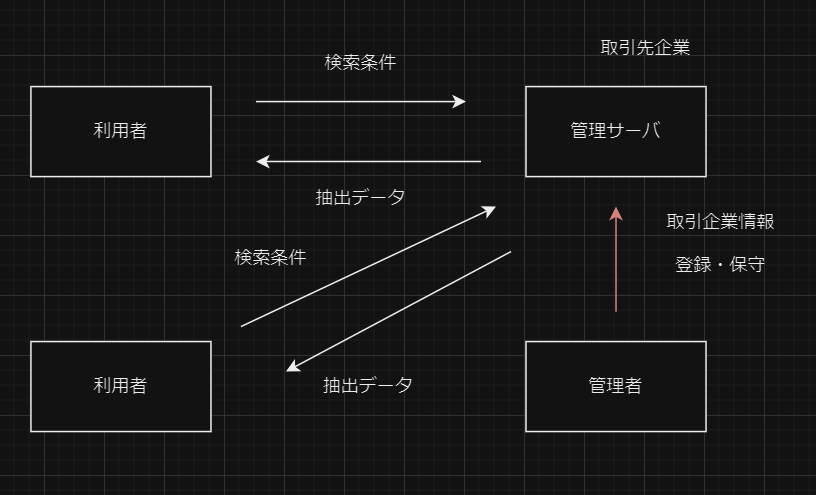 取引先企業
検索条件
利用者
管理サーバ
抽出データ
取引企業情報
検索条件
登録・保守
利用者
抽出データ
管理者